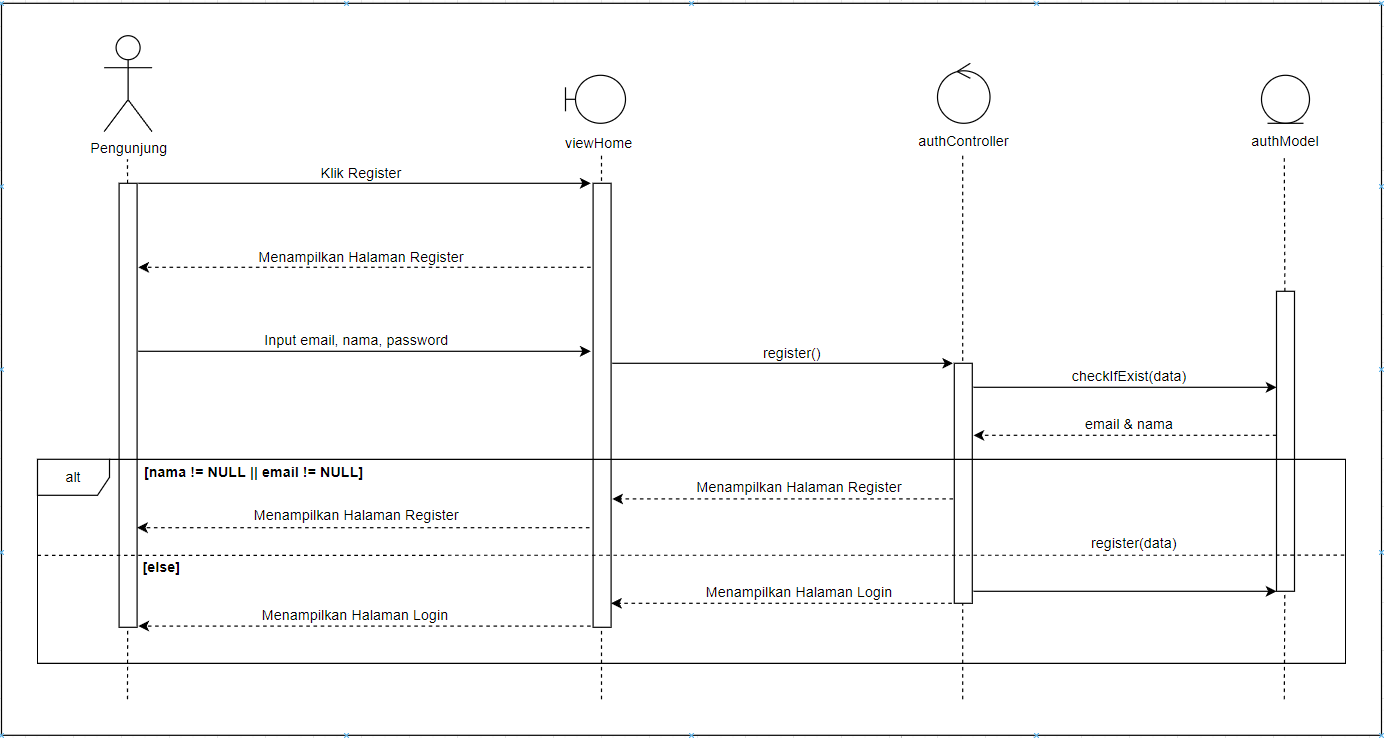 Pengunjung
viewHome
authController
authModel
Klik Register
Menampilkan Halaman Register
Input email, nama, password
register()
checkIfExist(data)
email & nama
alt
[nama != NULL || email != NULL]
Menampilkan Halaman Register
Menampilkan Halaman Register
register(data)
[else]
Menampilkan Halaman Login
Menampilkan Halaman Login